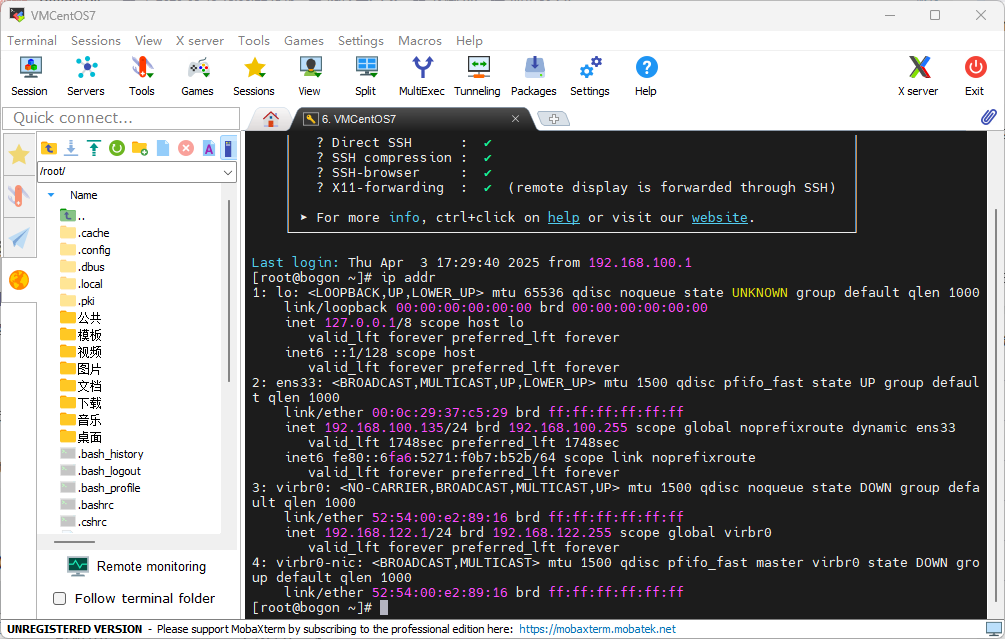 VMCentOS7
Terminal Sessions View X server Tools Games Settings Macros Help
Session Servers Tools Games Sessions View Split MultiExec Tunneling Packages Settings Help X server Exit
Quick connect...
6. VMCentOS7
/root/
Name
..
.cache
.config
.dbus
.local
.pki
公共
模板
视频
图片
文档
下载
音乐
桌面
.bash_history
.bash_logout
.bash_profile
.bashrc
.cshrc
Remote monitoring
Follow terminal folder
? Direct SSH : ✔
? SSH compression : ✔
? SSH-browser : ✔
? X11-forwarding : ✔ (remote display is forwarded through SSH)
➤ For more info, ctrl+click on help or visit our website.
Last login: Thu Apr  3 17:29:40 2025 from 192.168.100.1
[root@bogon ~]# ip addr
1: lo: <LOOPBACK,UP,LOWER_UP> mtu 65536 qdisc noqueue state UNKNOWN group default qlen 1000
link/loopback 00:00:00:00:00:00 brd 00:00:00:00:00:00
inet 127.0.0.1/8 scope host lo
valid_lft forever preferred_lft forever
inet6 ::1/128 scope host
valid_lft forever preferred_lft forever
2: ens33: <BROADCAST,MULTICAST,UP,LOWER_UP> mtu 1500 qdisc pfifo_fast state UP group defaul
t qlen 1000
link/ether 00:0c:29:37:c5:29 brd ff:ff:ff:ff:ff:ff
inet 192.168.100.135/24 brd 192.168.100.255 scope global noprefixroute dynamic ens33
valid_lft 1748sec preferred_lft 1748sec
inet6 fe80::6fa6:5271:f0b7:b52b/64 scope link noprefixroute
valid_lft forever preferred_lft forever
3: virbr0: <NO-CARRIER,BROADCAST,MULTICAST,UP> mtu 1500 qdisc noqueue state DOWN group defa
ult qlen 1000
link/ether 52:54:00:e2:89:16 brd ff:ff:ff:ff:ff:ff
inet 192.168.122.1/24 brd 192.168.122.255 scope global virbr0
valid_lft forever preferred_lft forever
4: virbr0-nic: <BROADCAST,MULTICAST> mtu 1500 qdisc pfifo_fast master virbr0 state DOWN gro
up default qlen 1000
link/ether 52:54:00:e2:89:16 brd ff:ff:ff:ff:ff:ff
[root@bogon ~]#
UNREGISTERED VERSION - Please support MobaXterm by subscribing to the professional edition here: https://mobaxterm.mobatek.net